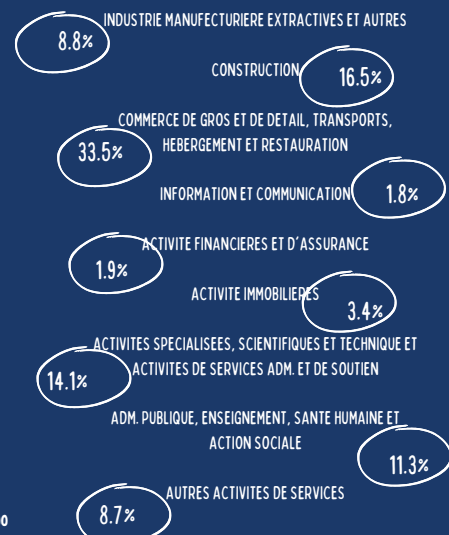 INDUSTRIE MANUFECTURIERE EXTRACTIVES ET AUTRES
8.8%
CONSTRUCTION
16.5%
COMMERCE DE GROS ET DE DETAIL, TRANSPORTS,
HEBERGEMENT ET RESTAURATION
33.5%
INFORMATION ET COMMUNICATION
1.8%
ACTIVITE FINANCIERES ET D'ASSURANCE
1.9%
ACTIVITE IMMOBILIERES
3.4%
ACTIVITES SPECIALISEES, SCIENTIFIQUES ET TECHNIQUE ET
ACTIVITES DE SERVICES ADM. ET DE SOUTIEN
14.1%
ADM. PUBLIQUE, ENSEIGNEMENT, SANTE HUMAINE ET
ACTION SOCIALE
11.3%
AUTRES ACTIVITES DE SERVICES
8.7%